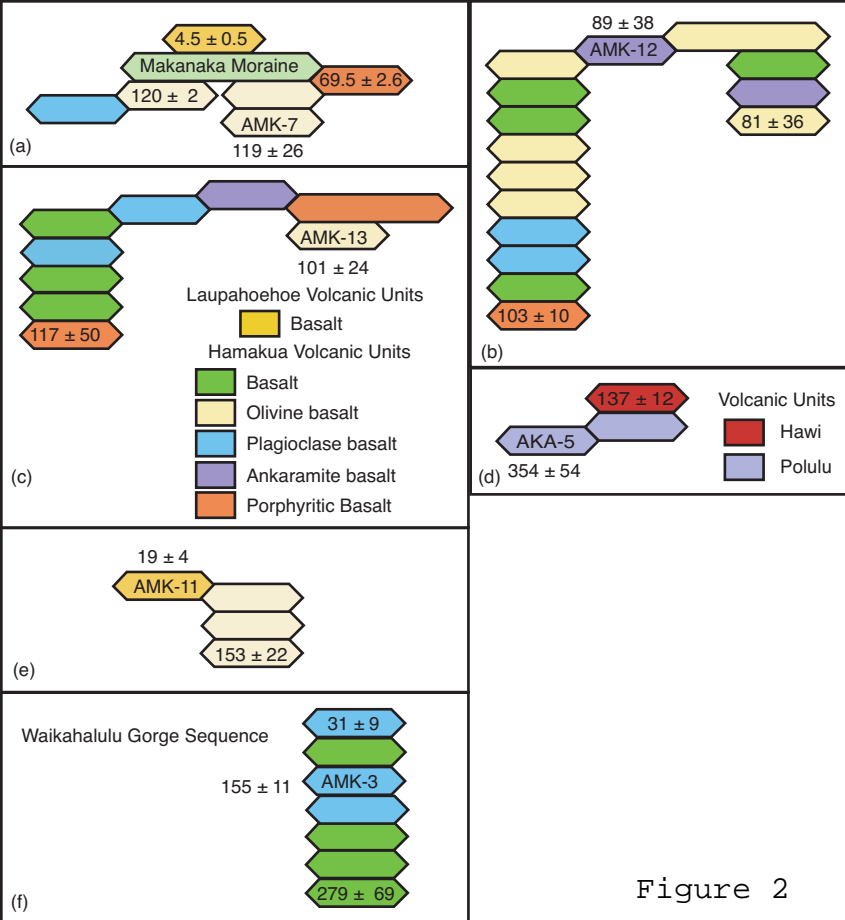 4.5 ± 0.5
Makanaka Moraine
69.5 ± 2.6
120 ± 2
AMK-7
119 ± 26
(a)
89 ± 38
AMK-12
81 ± 36
103 ± 10
(b)
AMK-13
101 ± 24
117 ± 50
Laupahoehoe Volcanic Units
Basalt
Hamakua Volcanic Units
Basalt
Olivine basalt
Plagioclase basalt
Ankaramite basalt
Porphyritic Basalt
(c)
137 ± 12
AKA-5
354 ± 54
(d)
Volcanic Units
Hawi
Polulu
19 ± 4
AMK-11
153 ± 22
(e)
Waikahalulu Gorge Sequence
31 ± 9
155 ± 11
AMK-3
279 ± 69
(f)
Figure 2